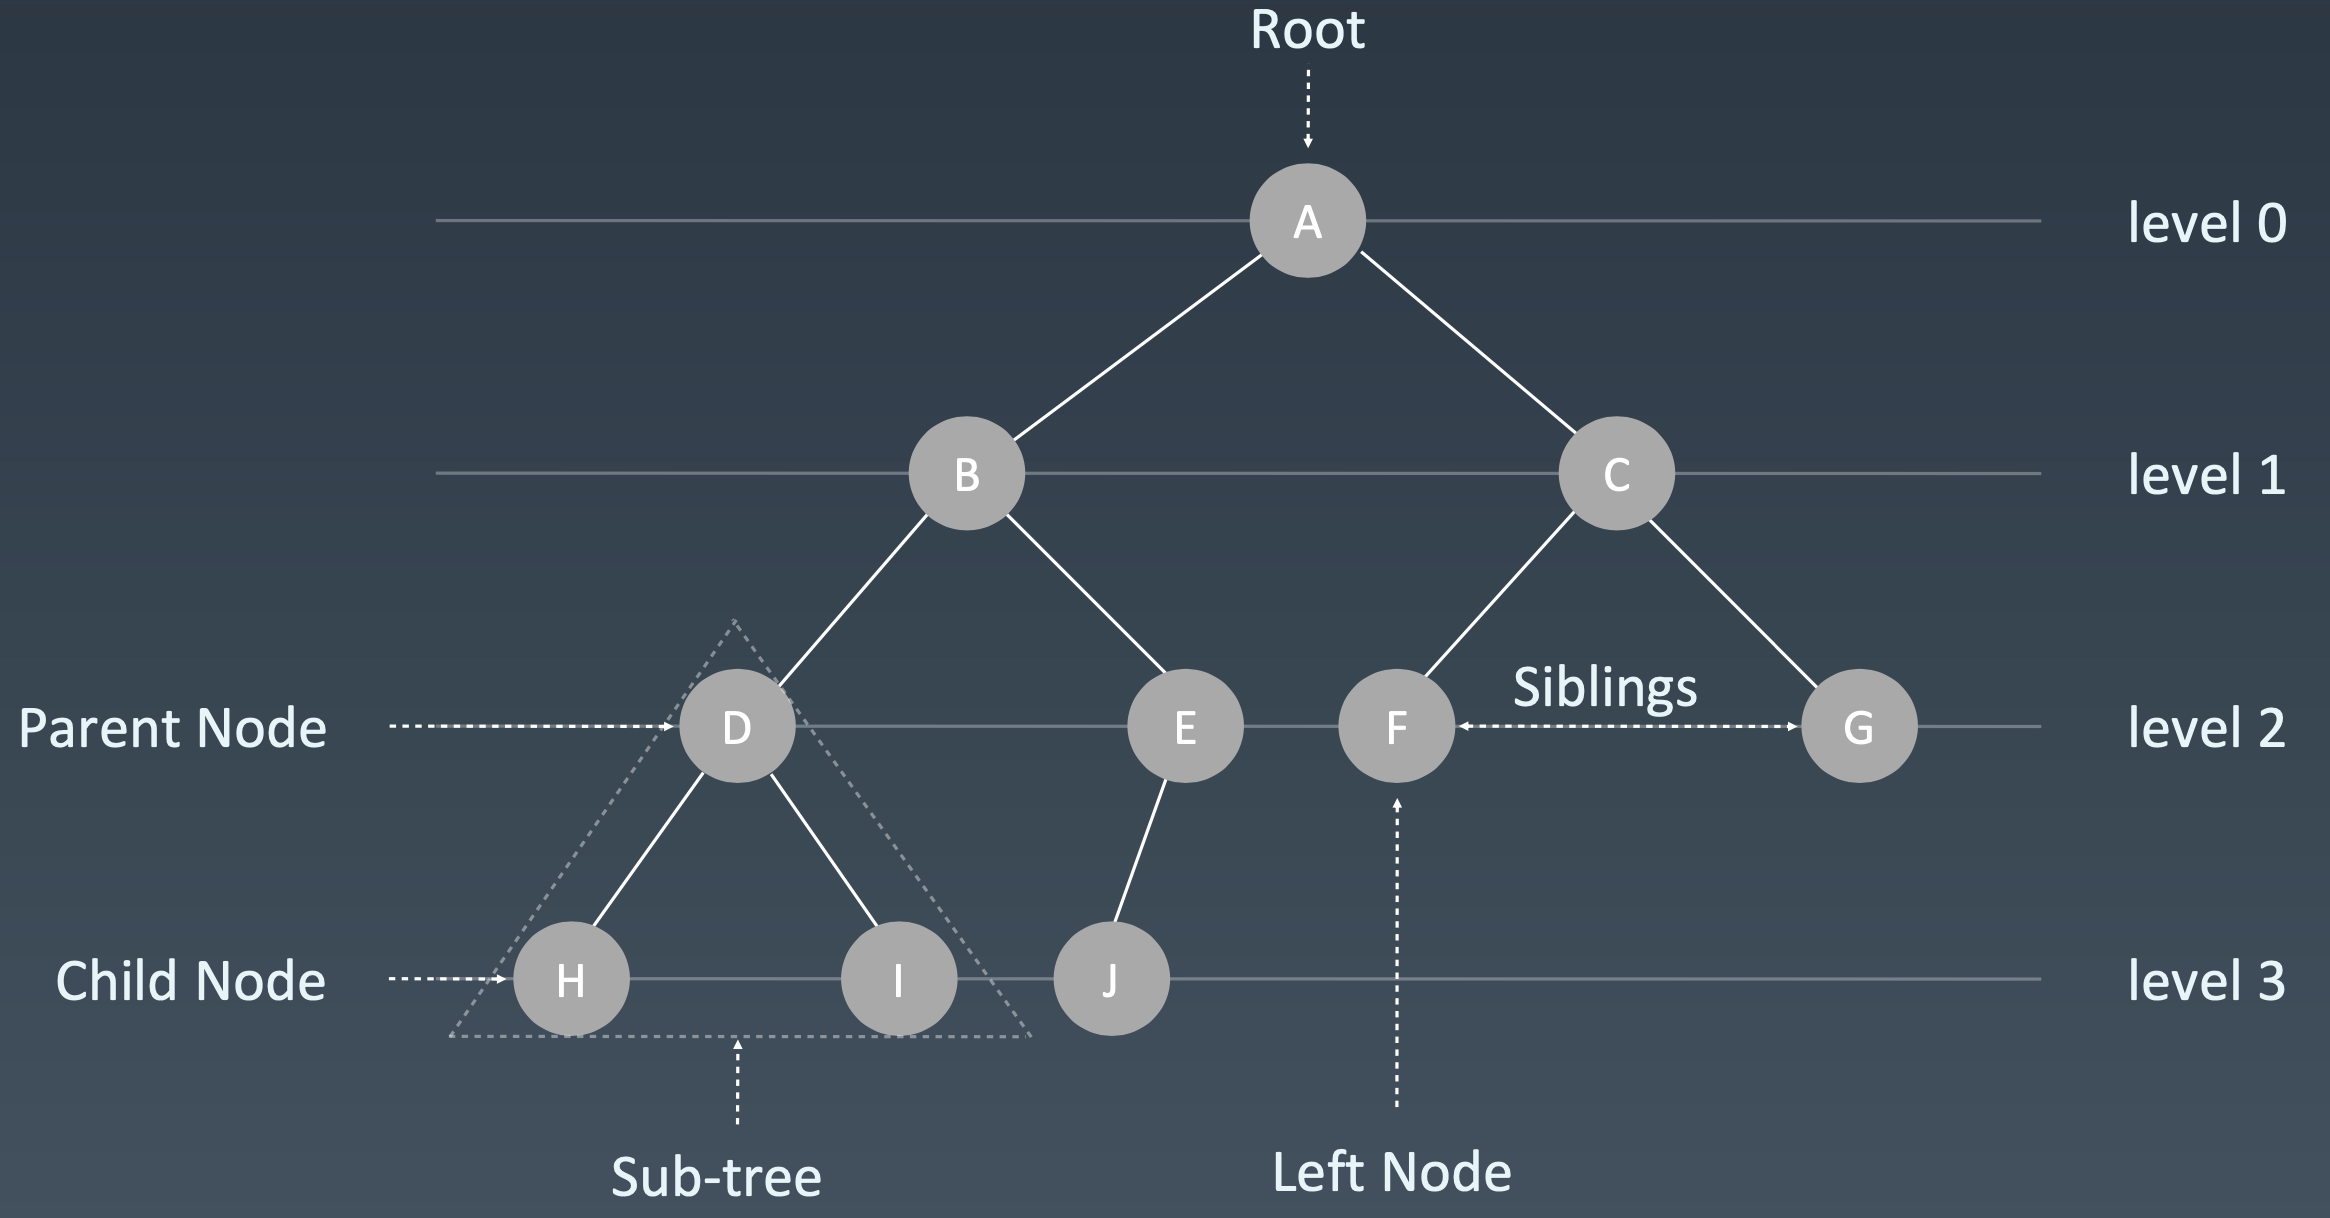 Root
A
level 0
B
C
level 1
Siblings
Parent Node
D
E
F
G
level 2
Child Node
H
I
J
level 3
Sub-tree
Left Node